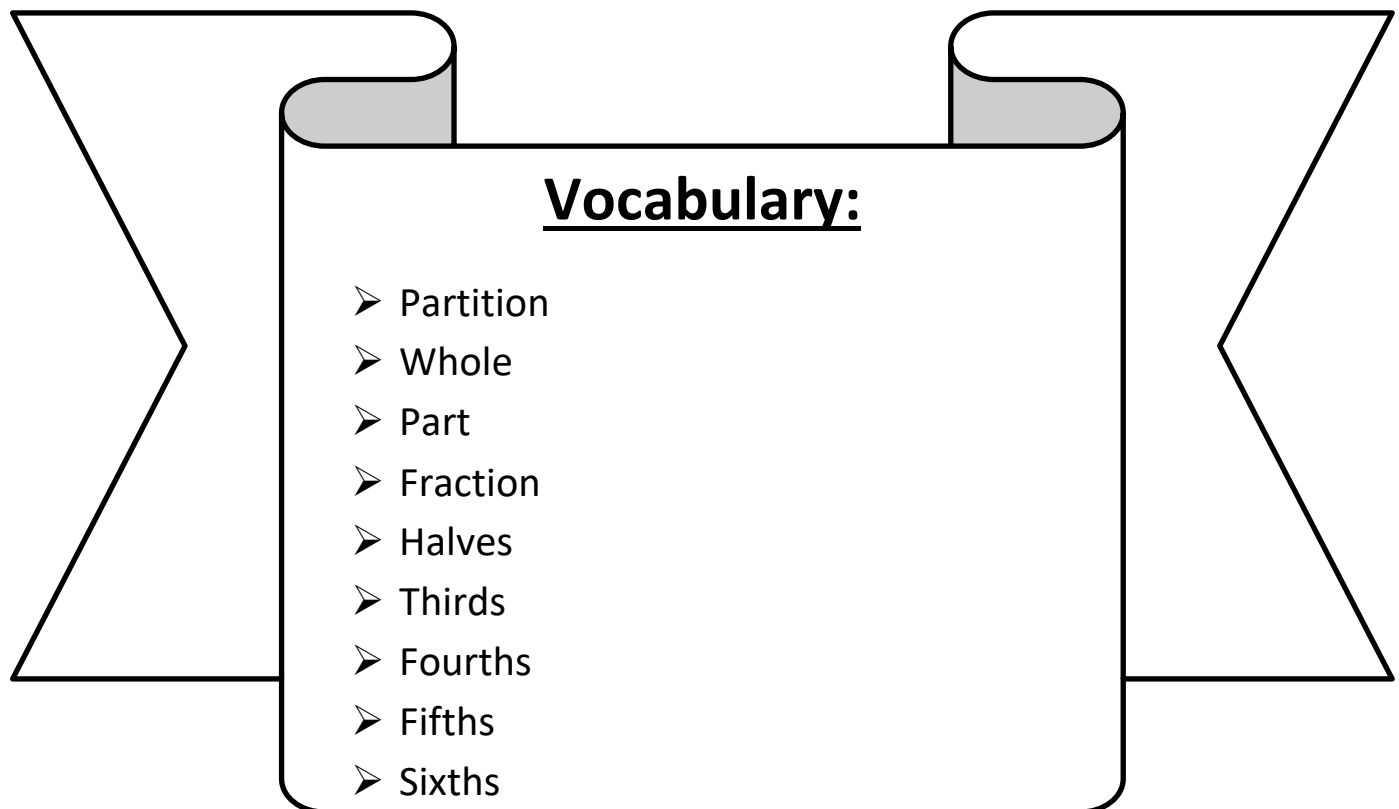 Vocabulary:
➢ Partition
➢ Whole
➢ Part
➢ Fraction
➢ Halves
➢ Thirds
➢ Fourths
➢ Fifths
➢ Sixths